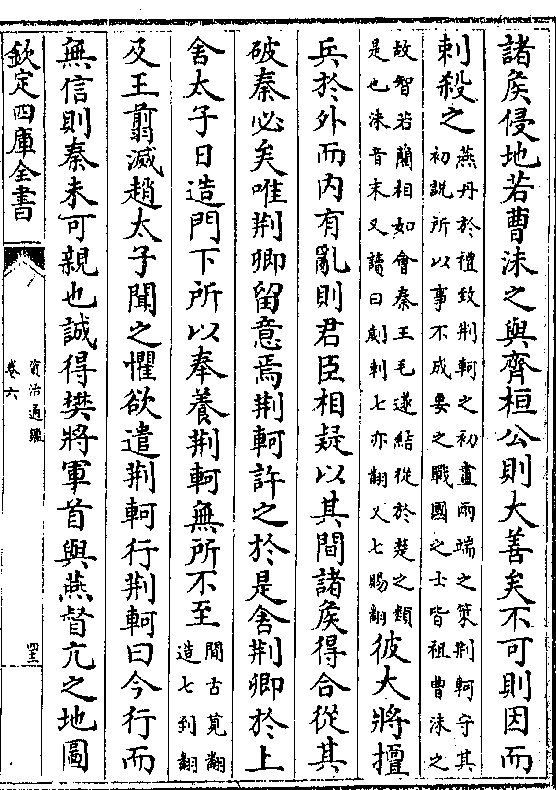 諸侯侵地若曹沬之與齊桓公則大善矣不可則因而
刺殺之燕丹於禮致荆軻之初畫兩端之策荆軻守其
初説所以事不成要之戰國之士皆祖曹沬之
故智若藺相如㑹秦王毛遂結從於楚之類
是也沬音末又讀曰劌刺七亦翻又七賜翻彼大將擅
兵於外而内有亂則君臣相疑以其間諸侯得合從其
破秦必矣唯荆卿留意焉荆軻許之於是舍荆卿於上
舍太子日造門下所以奉養荆軻無所不至間古莧翻
造七到翻
及王翦滅趙太子聞之懼欲遣荆軻行荆軻曰今行而
無信則秦未可親也誠得樊將軍首與燕督亢之地圖
欽定四庫全書
資治通鑑
卷六